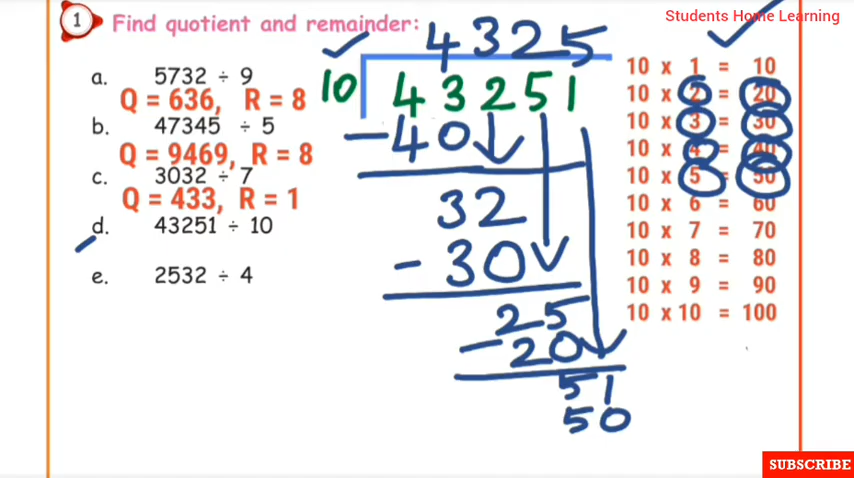 Students Home Learning
1 Find quotient and remainder:
a. 5732 ÷ 9
Q = 636, R = 8
b. 47345 ÷ 5
Q = 9469, R = 8
c. 3032 ÷ 7
Q = 433, R = 1
d. 43251 ÷ 10
e. 2532 ÷ 4
4325
10 43251
-40
32
-30
25
-20
51
50
10 x 1 = 10
10 x 2 = 20
10 x 3 = 30
10 x 4 = 40
10 x 5 = 50
10 x 6 = 60
10 x 7 = 70
10 x 8 = 80
10 x 9 = 90
10 x 10 = 100
SUBSCRIBE